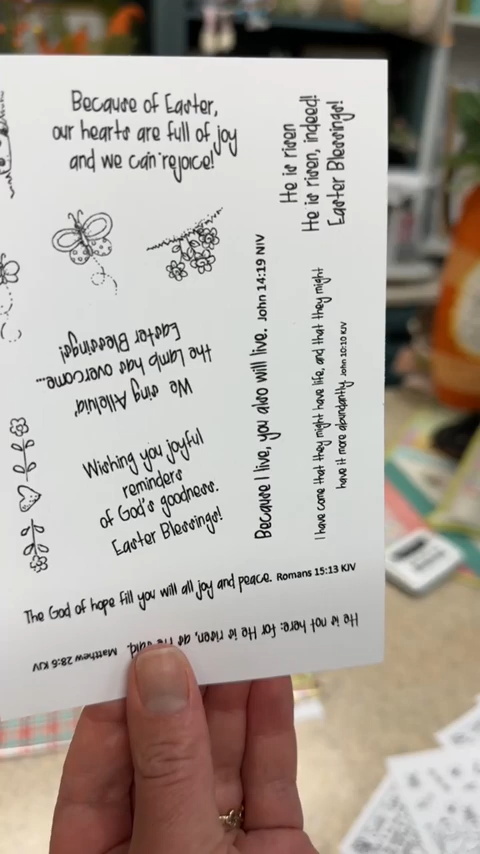 Because of Easter,
our hearts are full of joy
and we can rejoice!
He is risen
He is risen, indeed!
Easter Blessings!
We sing Alleluia
the Lamb has overcome...
Easter Blessings!
Because I live, you also will live. John 14:19 NIV
I have come that they might have life, and that they might
have it more abundantly. John 10:10 KJV
Wishing you joyful
reminders
of God's goodness.
Easter Blessings!
The God of hope fill you will all joy and peace. Romans 15:13 KJV
He is not here: for He is risen, as He said. Matthew 28:6 KJV